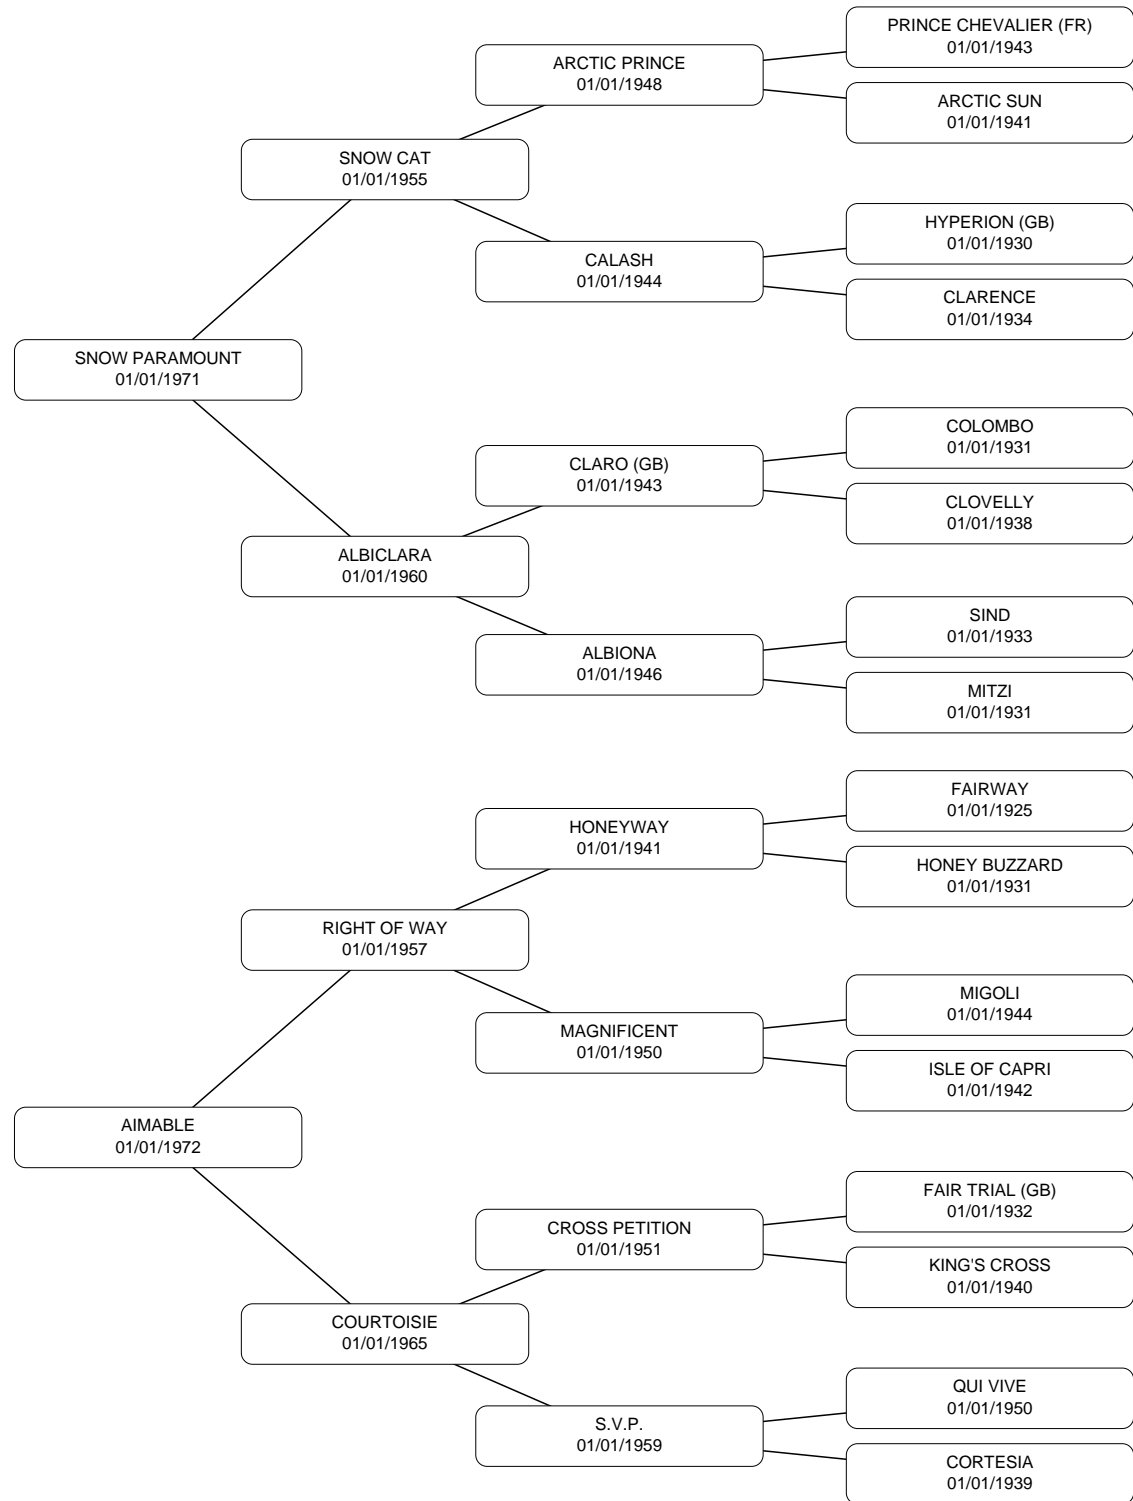 PRINCE CHEVALIER (FR)
01/01/1943
ARCTIC PRINCE
01/01/1948
ARCTIC SUN
01/01/1941
SNOW CAT
01/01/1955
HYPERION (GB)
01/01/1930
CALASH
01/01/1944
CLARENCE
01/01/1934
SNOW PARAMOUNT
01/01/1971
COLOMBO
01/01/1931
CLARO (GB)
01/01/1943
CLOVELLY
01/01/1938
ALBICLARA
01/01/1960
SIND
01/01/1933
ALBIONA
01/01/1946
MITZI
01/01/1931
FAIRWAY
01/01/1925
HONEYWAY
01/01/1941
HONEY BUZZARD
01/01/1931
RIGHT OF WAY
01/01/1957
MIGOLI
01/01/1944
MAGNIFICENT
01/01/1950
ISLE OF CAPRI
01/01/1942
AIMABLE
01/01/1972
FAIR TRIAL (GB)
01/01/1932
CROSS PETITION
01/01/1951
KING'S CROSS
01/01/1940
COURTOISIE
01/01/1965
QUI VIVE
01/01/1950
S.V.P.
01/01/1959
CORTESIA
01/01/1939